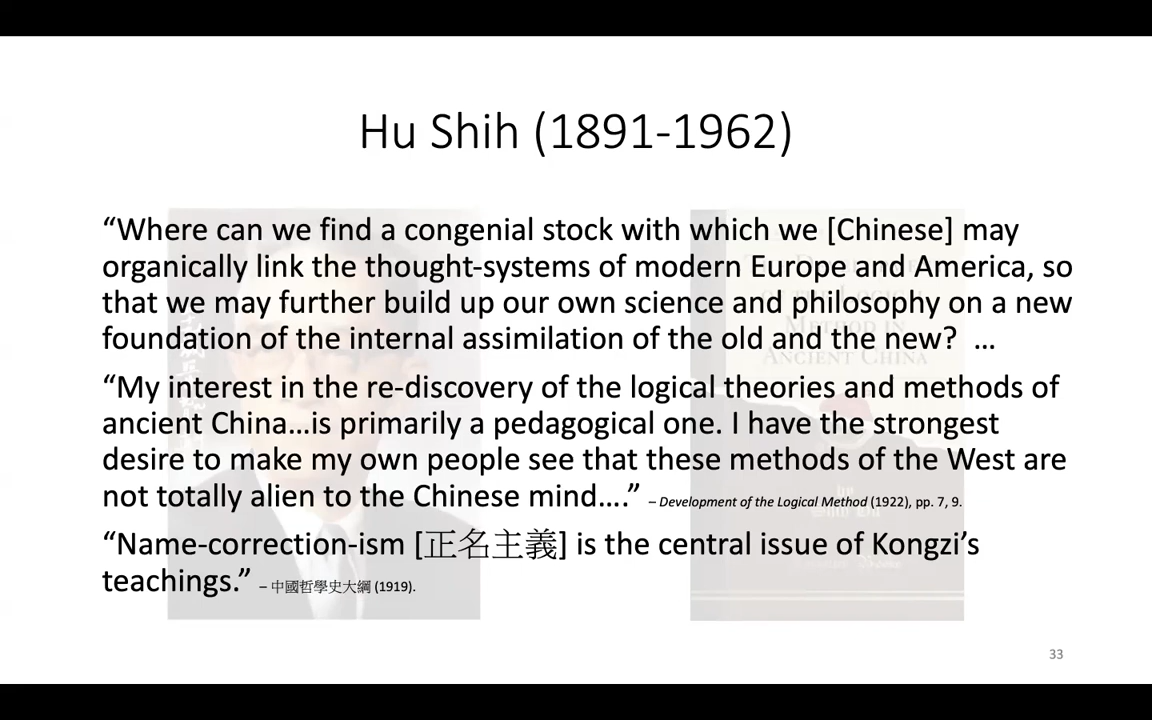 Hu Shih (1891-1962)
“Where can we find a congenial stock with which we [Chinese] may
organically link the thought-systems of modern Europe and America, so
that we may further build up our own science and philosophy on a new
foundation of the internal assimilation of the old and the new?  …
“My interest in the re-discovery of the logical theories and methods of
ancient China…is primarily a pedagogical one. I have the strongest
desire to make my own people see that these methods of the West are
not totally alien to the Chinese mind….” – Development of the Logical Method (1922), pp. 7, 9.
“Name-correction-ism [正名主義] is the central issue of Kongzi’s
teachings.” – 中國哲學史大綱 (1919).
METHOD IN
ANCIENT CHINA
33